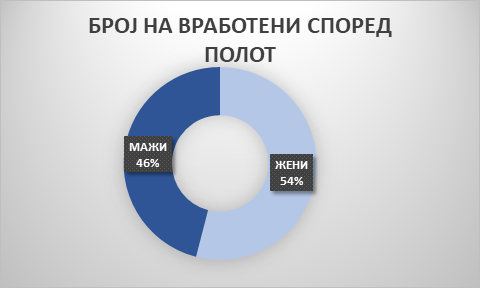 БРОЈ НА ВРАБОТЕНИ СПОРЕД
ПОЛОТ
МАЖИ
46%
ЖЕНИ
54%